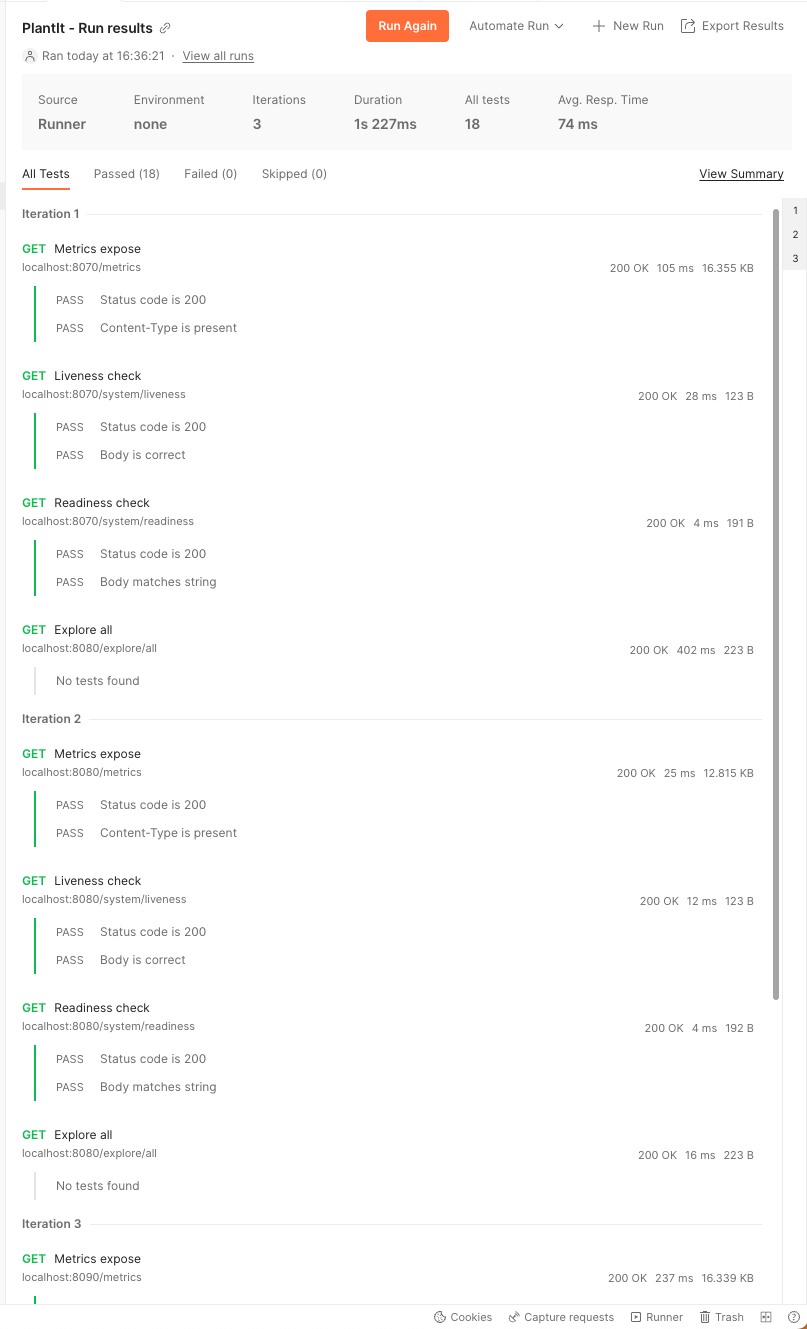 PlantIt - Run results
Run Again
Automate Run
New Run
Export Results
Ran today at 16:36:21 · View all runs
Source Environment Iterations Duration All tests Avg. Resp. Time
Runner none 3 1s 227ms 18 74 ms
All Tests Passed (18) Failed (0) Skipped (0) View Summary
1
2
3
Iteration 1
GET Metrics expose
localhost:8070/metrics 200 OK 105 ms 16.355 KB
PASS Status code is 200
PASS Content-Type is present
GET Liveness check
localhost:8070/system/liveness 200 OK 28 ms 123 B
PASS Status code is 200
PASS Body is correct
GET Readiness check
localhost:8070/system/readiness 200 OK 4 ms 191 B
PASS Status code is 200
PASS Body matches string
GET Explore all
localhost:8080/explore/all 200 OK 402 ms 223 B
No tests found
Iteration 2
GET Metrics expose
localhost:8080/metrics 200 OK 25 ms 12.815 KB
PASS Status code is 200
PASS Content-Type is present
GET Liveness check
localhost:8080/system/liveness 200 OK 12 ms 123 B
PASS Status code is 200
PASS Body is correct
GET Readiness check
localhost:8080/system/readiness 200 OK 4 ms 192 B
PASS Status code is 200
PASS Body matches string
GET Explore all
localhost:8080/explore/all 200 OK 16 ms 223 B
No tests found
Iteration 3
GET Metrics expose
localhost:8090/metrics 200 OK 237 ms 16.339 KB
Cookies Capture requests Runner Trash